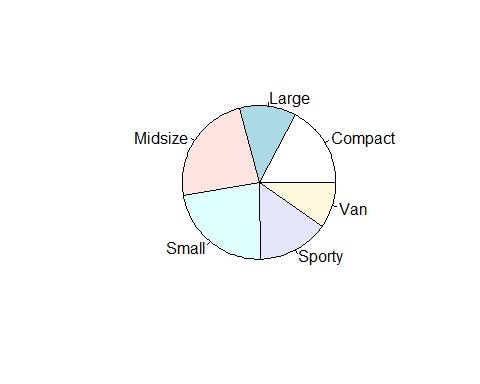 Large
Midsize
Compact
Van
Small
Sporty